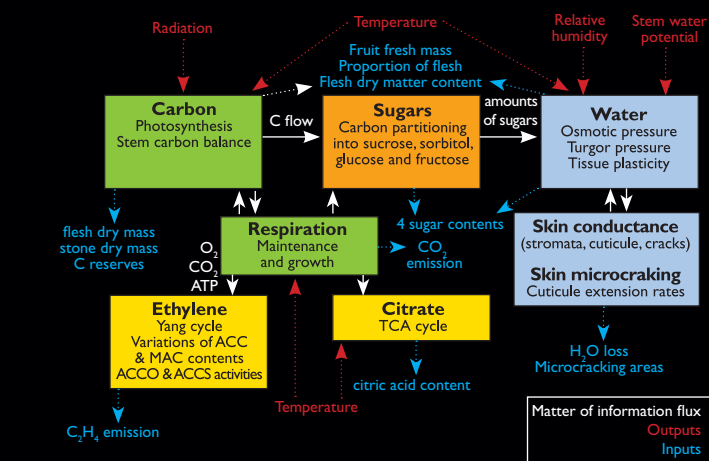 Radiation
Temperature
Relative
humidity
Stem water
potential
Fruit fresh mass
Proportion of flesh
Flesh dry matter content
Carbon
Photosynthesis
Stem carbon balance
C flow
Sugars
Carbon partitioning
into sucrose, sorbitol,
glucose and fructose
amounts
of sugars
Water
Osmotic pressure
Turgor pressure
Tissue plasticity
flesh dry mass
stone dry mass
C reserves
O₂
CO₂
ATP
Respiration
Maintenance
and growth
4 sugar contents
CO₂
emission
Skin conductance
(stromata, cuticule, cracks)
Skin microcraking
Cuticule extension rates
Ethylene
Yang cycle
Variations of ACC
& MAC contents
ACCO & ACCS activities
Citrate
TCA cycle
H₂O loss
Microcracking areas
citric acid content
Temperature
C₂H₄ emission
Matter of information flux
Outputs
Inputs